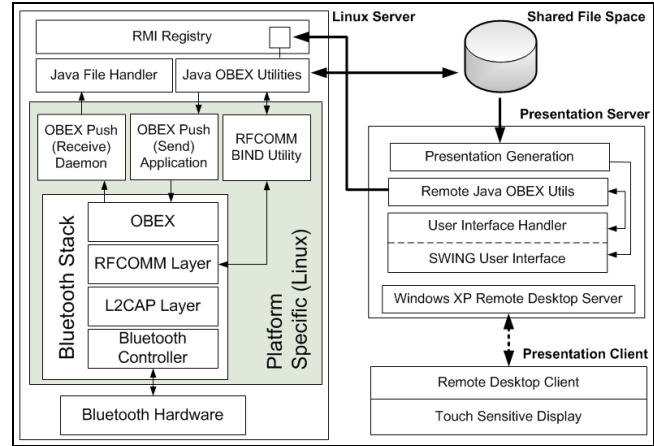 Linux Server
RMI Registry
Java File Handler
Java OBEX Utilities
OBEX Push
(Receive)
Daemon
OBEX Push
(Send)
Application
RFCOMM
BIND Utility
Bluetooth Stack
OBEX
RFCOMM Layer
L2CAP Layer
Bluetooth
Controller
Platform
Specific (Linux)
Bluetooth Hardware
Shared File Space
Presentation Server
Presentation Generation
Remote Java OBEX Utils
User Interface Handler
SWING User Interface
Windows XP Remote Desktop Server
Presentation Client
Remote Desktop Client
Touch Sensitive Display